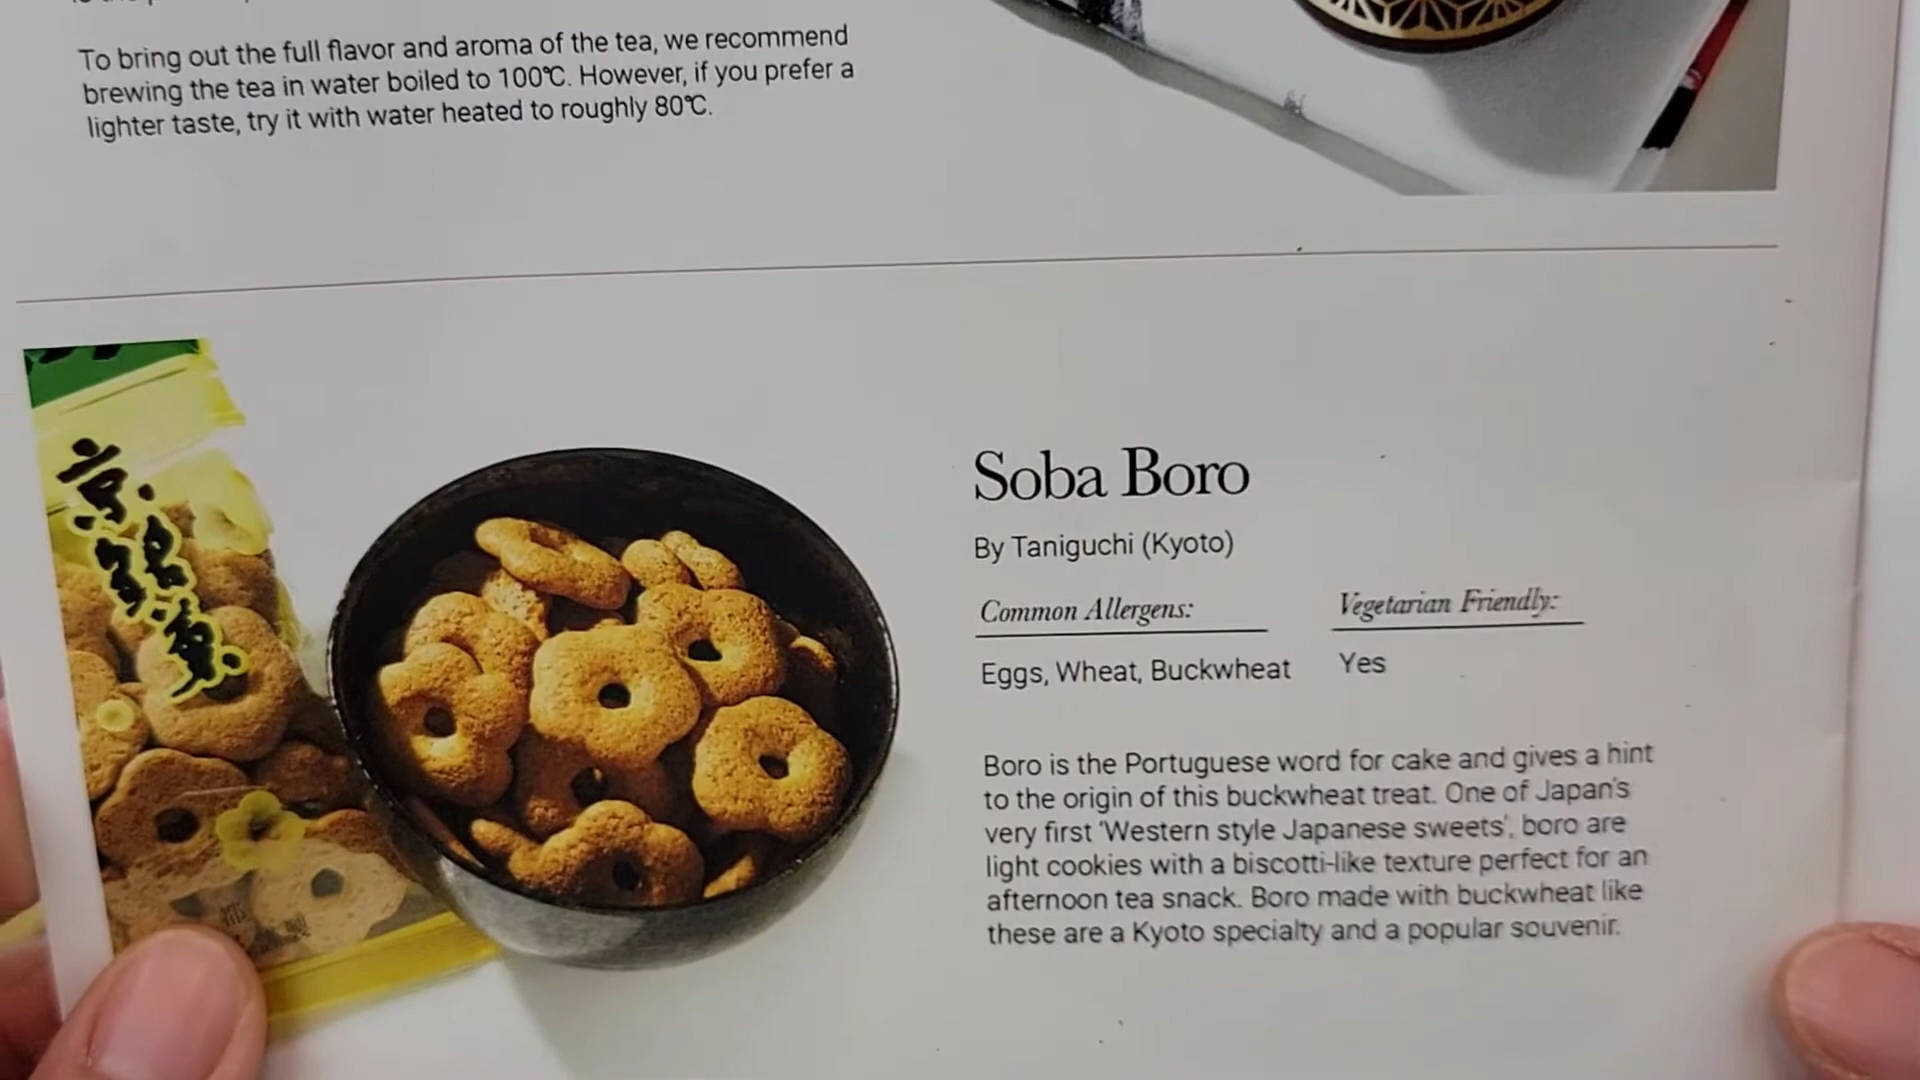 To bring out the full flavor and aroma of the tea, we recommend
brewing the tea in water boiled to 100℃. However, if you prefer a
lighter taste, try it with water heated to roughly 80℃.
Soba Boro
By Taniguchi (Kyoto)
Common Allergens:
Eggs, Wheat, Buckwheat
Vegetarian Friendly:
Yes
Boro is the Portuguese word for cake and gives a hint
to the origin of this buckwheat treat. One of Japan's
very first 'Western style Japanese sweets', boro are
light cookies with a biscotti-like texture perfect for an
afternoon tea snack. Boro made with buckwheat like
these are a Kyoto specialty and a popular souvenir.